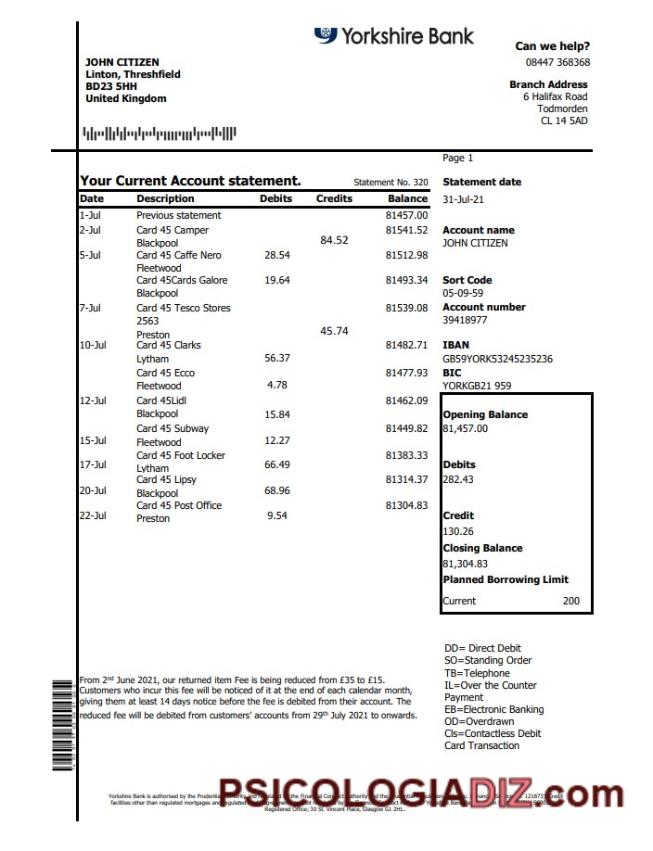 Yorkshire Bank
JOHN CITIZEN
Linton, Threshfield
BD23 5HH
United Kingdom
Can we help?
08447 368368
Branch Address
6 Halifax Road
Todmorden
CL 14 5AD
Page 1
Your Current Account statement. Statement No. 320
Date Description Debits Credits Balance
1-Jul Previous statement 81457.00
2-Jul Card 45 Camper 81541.52
Blackpool 84.52
5-Jul Card 45 Caffe Nero 28.54 81512.98
Fleetwood
Card 45Cards Galore 19.64 81493.34
Blackpool
7-Jul Card 45 Tesco Stores 81539.08
2563
Preston 45.74
10-Jul Card 45 Clarks 81482.71
Lytham 56.37
Card 45 Ecco 81477.93
Fleetwood 4.78
12-Jul Card 45Lidl 81462.09
Blackpool 15.84
Card 45 Subway 81449.82
15-Jul Fleetwood 12.27
Card 45 Foot Locker 81383.33
17-Jul Lytham 66.49
Card 45 Lipsy 81314.37
20-Jul Blackpool 68.96
Card 45 Post Office 81304.83
22-Jul Preston 9.54
Statement date
31-Jul-21
Account name
JOHN CITIZEN
Sort Code
05-09-59
Account number
39418977
IBAN
GB59YORK53245235236
BIC
YORKGB21 959
Opening Balance
81,457.00
Debits
282.43
Credit
130.26
Closing Balance
81,304.83
Planned Borrowing Limit
Current 200
DD= Direct Debit
SO=Standing Order
TB=Telephone
IL=Over the Counter
Payment
EB=Electronic Banking
OD=Overdrawn
Cls=Contactless Debit
Card Transaction
From 2nd June 2021, our returned item Fee is being reduced from £35 to £15.
Customers who incur this fee will be noticed of it at the end of each calendar month,
giving them at least 14 days notice before the fee is debited from their account. The
reduced fee will be debited from customers' accounts from 29th July 2021 to onwards.
PSICOLOGIADIZ.com
Yorkshire Bank is authorised by the Prudential
facilities other than regulated mortgages and regulated
Registered Office; 30 St. Vincent Place, Glasgow G1 2HL.